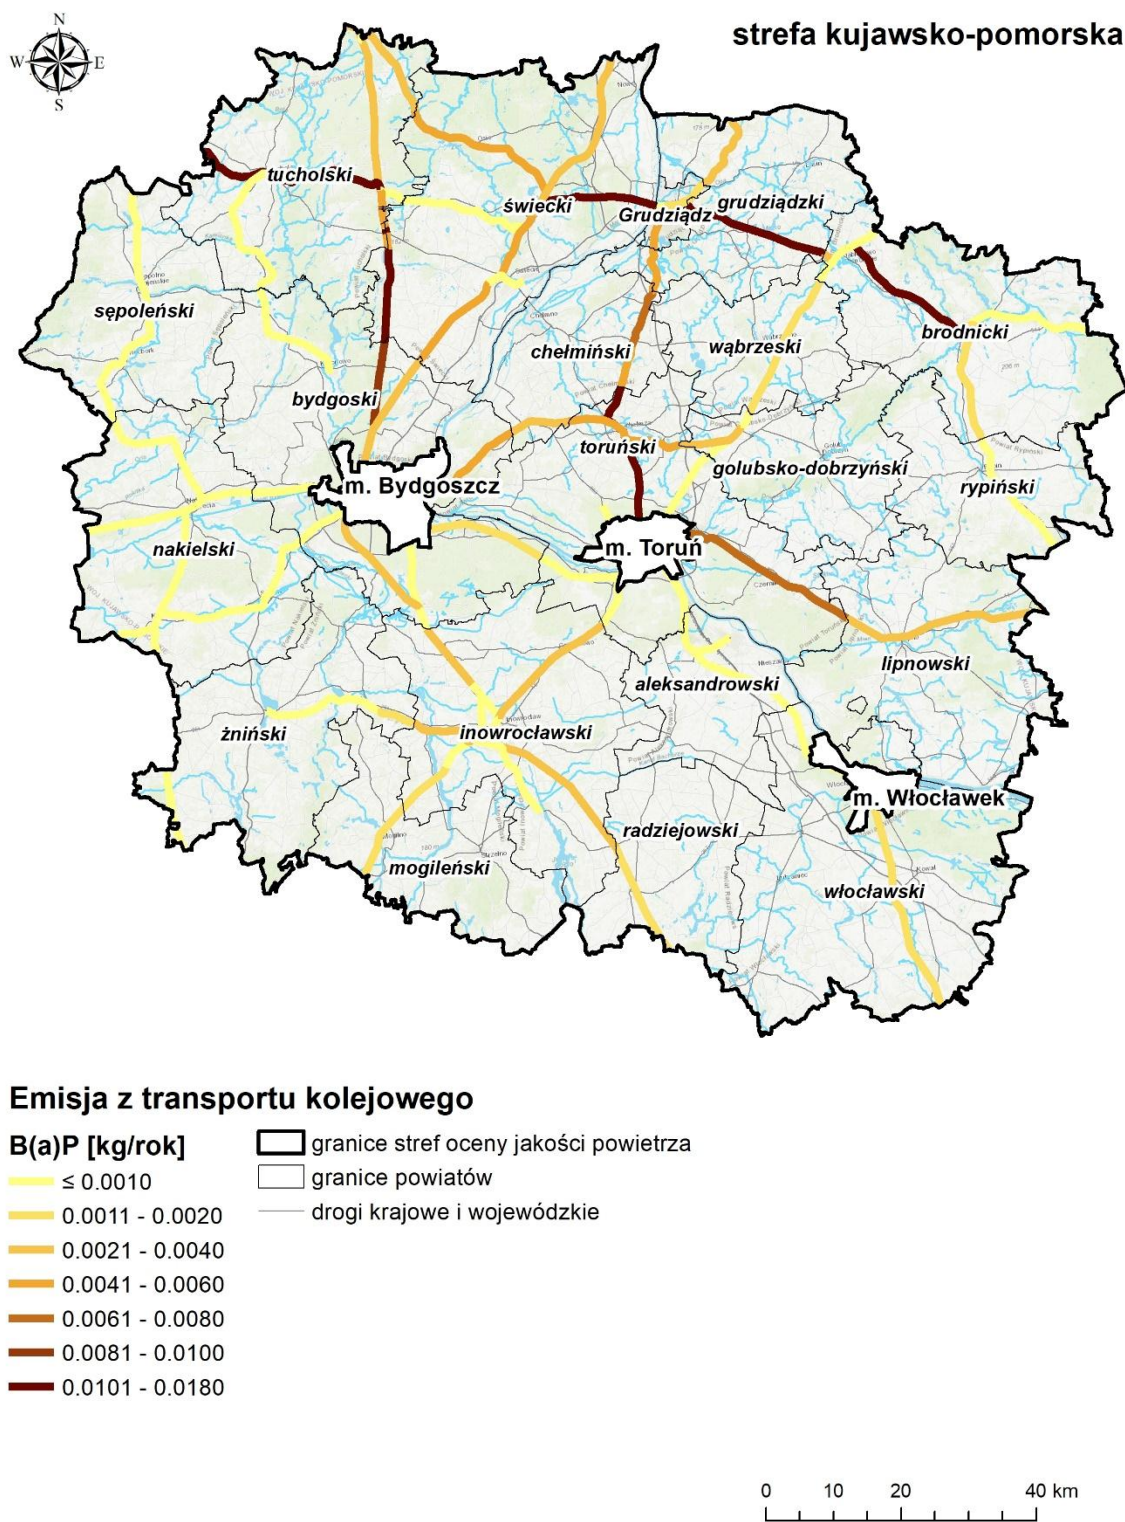 N
strefa kujawsko-pomorska
W E
S
tucholski
świecki
Grudziądz
grudziądzki
sępoleński
brodnicki
chełmiński
wąbrzeski
bydgoski
toruński
golubsko-dobrzyński
rypiński
m. Bydgoszcz
nakielski
m. Toruń
lipnowski
aleksandrowski
żniński
inowrocławski
m. Włocławek
radziejowski
mogileński
włocławski
Emisja z transportu kolejowego
B(a)P [kg/rok]
≤ 0.0010
0.0011 - 0.0020
0.0021 - 0.0040
0.0041 - 0.0060
0.0061 - 0.0080
0.0081 - 0.0100
0.0101 - 0.0180
granice stref oceny jakości powietrza
granice powiatów
drogi krajowe i wojewódzkie
0 10 20 40 km